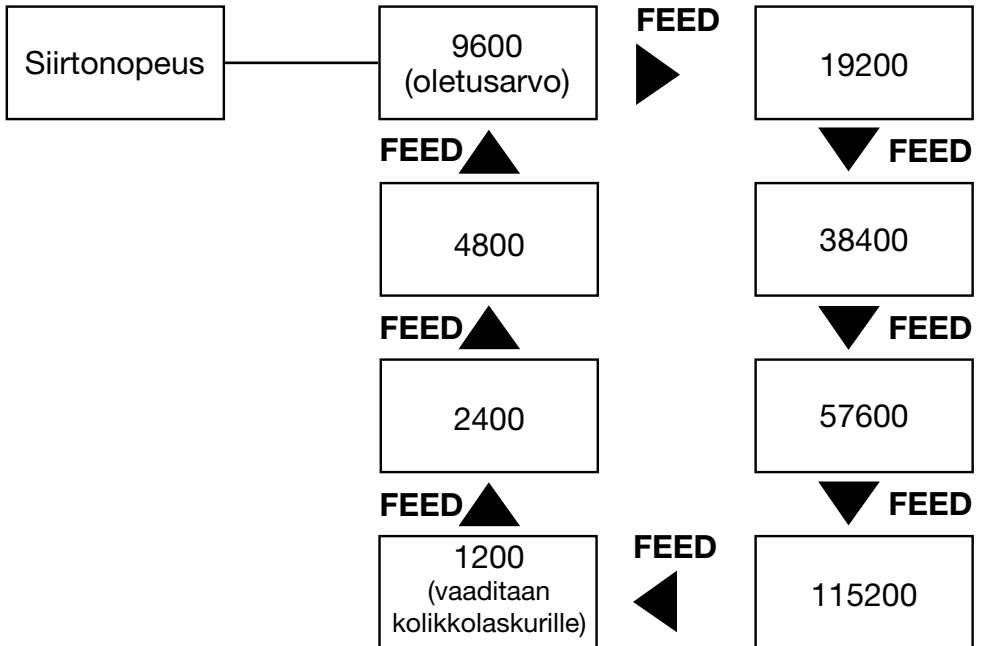 Siirtonopeus
9600
(oletusarvo)
FEED
19200
FEED
FEED
4800
38400
FEED
FEED
2400
57600
FEED
FEED
1200
(vaaditaan
kolikkolaskurille)
FEED
115200